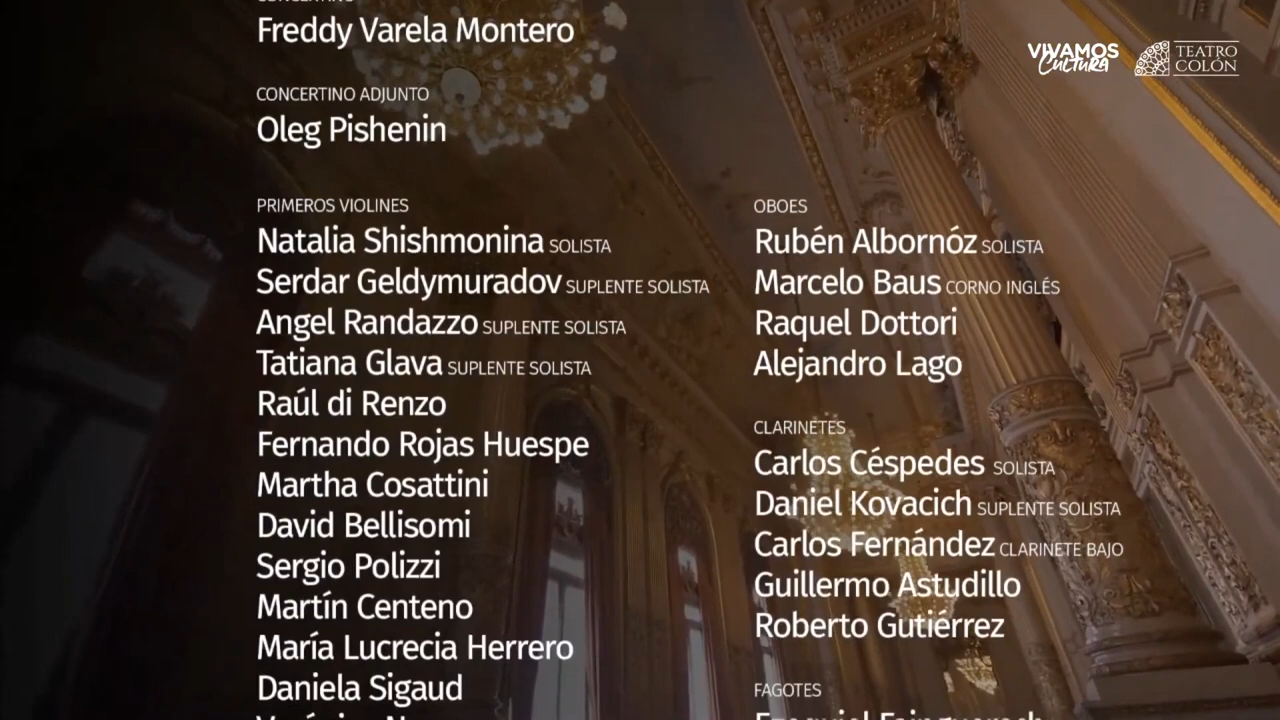 Freddy Varela Montero
CONCERTINO ADJUNTO
Oleg Pishenin
PRIMEROS VIOLINES
Natalia Shishmonina SOLISTA
Serdar Geldymuradov SUPLENTE SOLISTA
Angel Randazzo SUPLENTE SOLISTA
Tatiana Glava SUPLENTE SOLISTA
Raúl di Renzo
Fernando Rojas Huespe
Martha Cosattini
David Bellisomi
Sergio Polizzi
Martín Centeno
María Lucrecia Herrero
Daniela Sigaud
OBOES
Rubén Albornóz SOLISTA
Marcelo Baus CORNO INGLÉS
Raquel Dottori
Alejandro Lago
CLARINETES
Carlos Céspedes SOLISTA
Daniel Kovacich SUPLENTE SOLISTA
Carlos Fernández CLARINETE BAJO
Guillermo Astudillo
Roberto Gutiérrez
FAGOTES
VIVAMOS
CULTURA
TEATRO
COLÓN